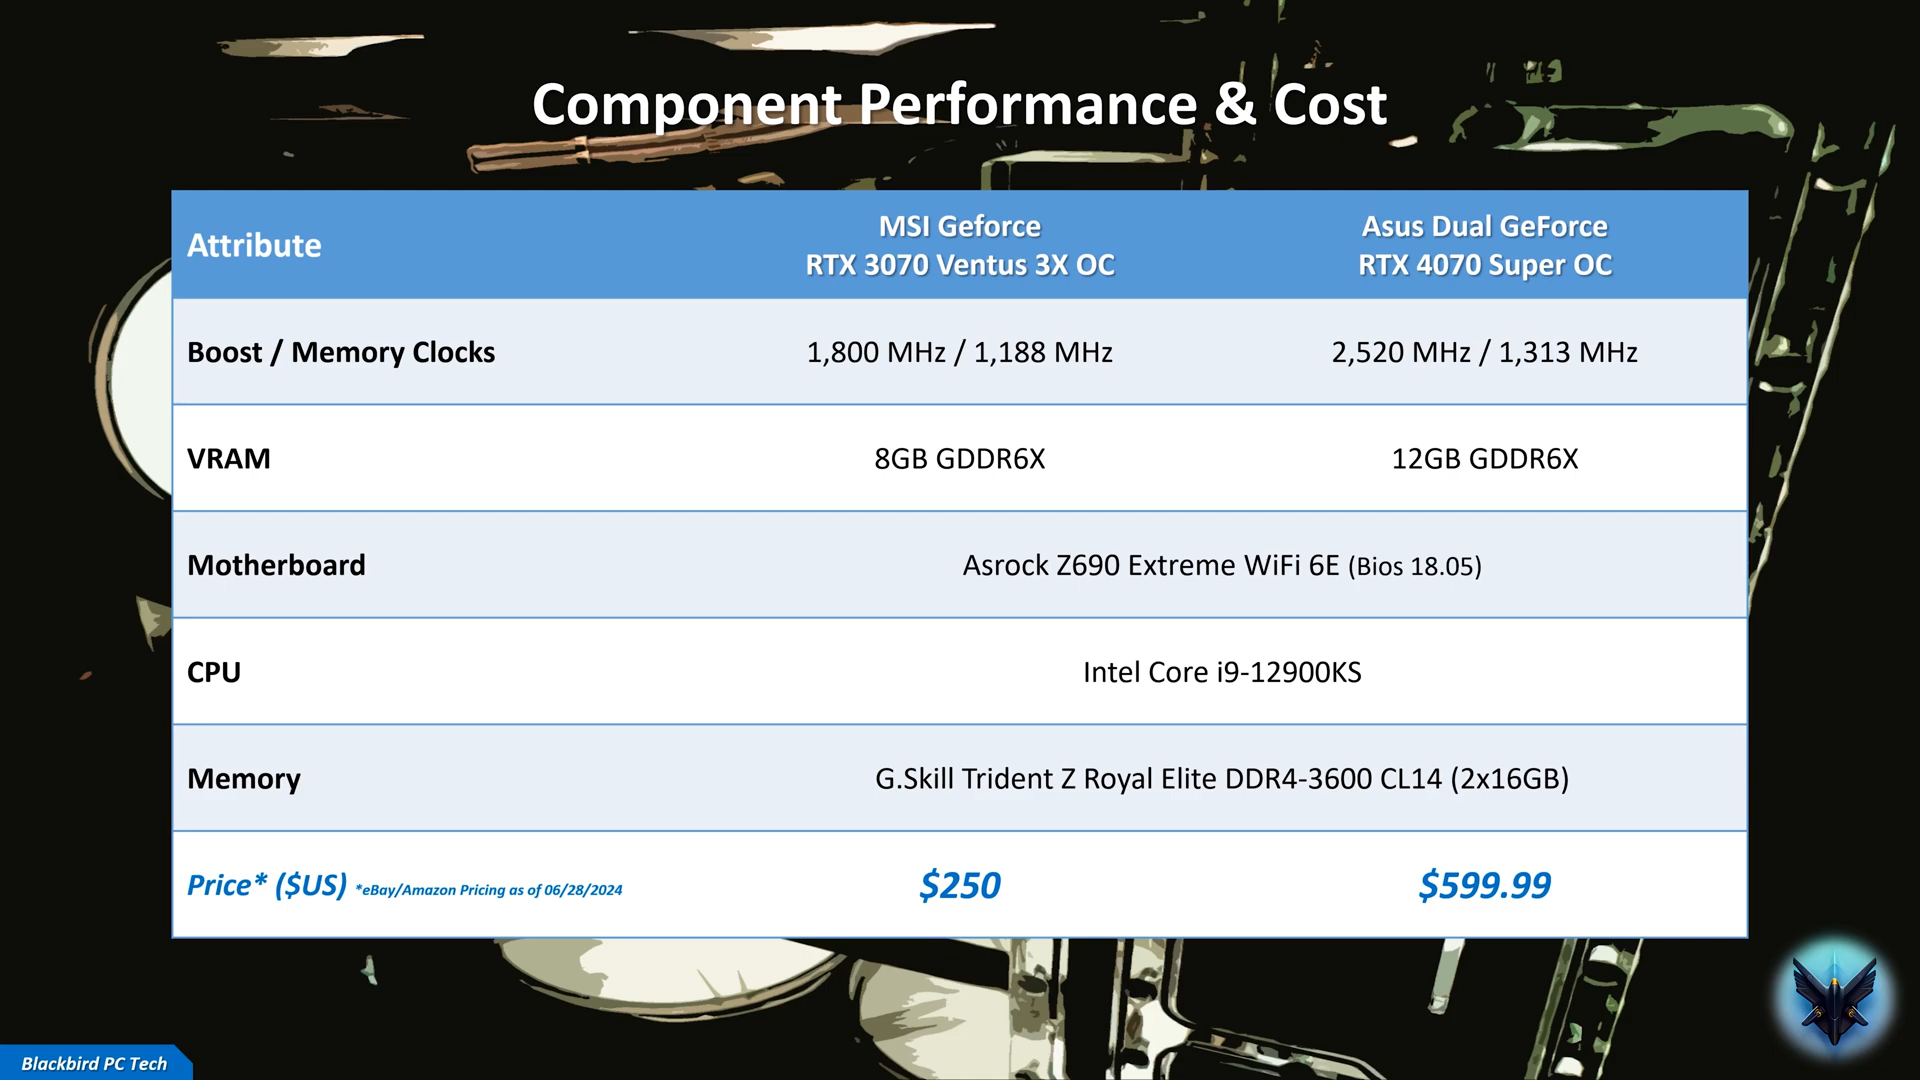 Component Performance & Cost
Attribute
MSI Geforce
RTX 3070 Ventus 3X OC
Asus Dual GeForce
RTX 4070 Super OC
Boost / Memory Clocks
1,800 MHz / 1,188 MHz
2,520 MHz / 1,313 MHz
VRAM
8GB GDDR6X
12GB GDDR6X
Motherboard
Asrock Z690 Extreme WiFi 6E (Bios 18.05)
CPU
Intel Core i9-12900KS
Memory
G.Skill Trident Z Royal Elite DDR4-3600 CL14 (2x16GB)
Price* ($US) *eBay/Amazon Pricing as of 06/28/2024
$250
$599.99
Blackbird PC Tech